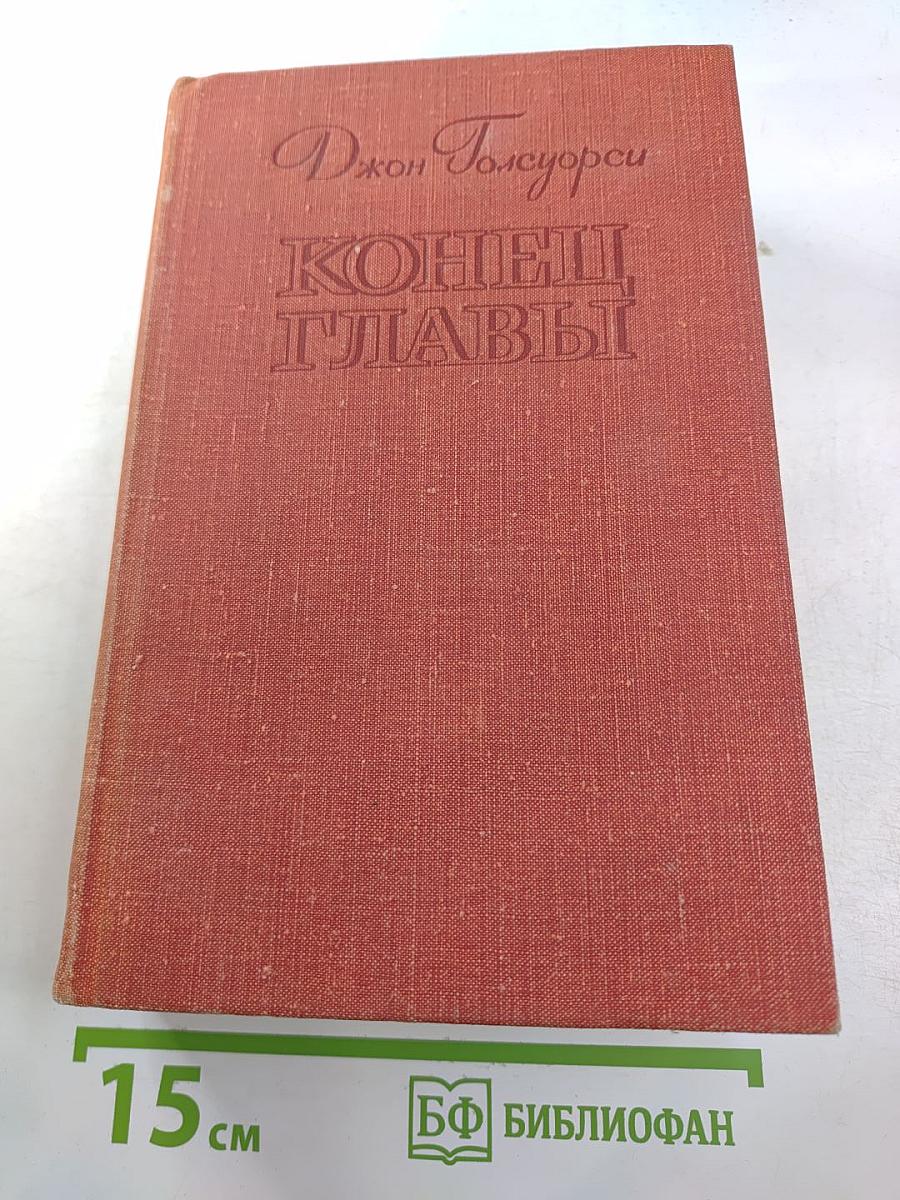 Джон Голсуорси
КОНЕЦ
ГЛАВЫ
15 см
БФ БИБЛИОФАН